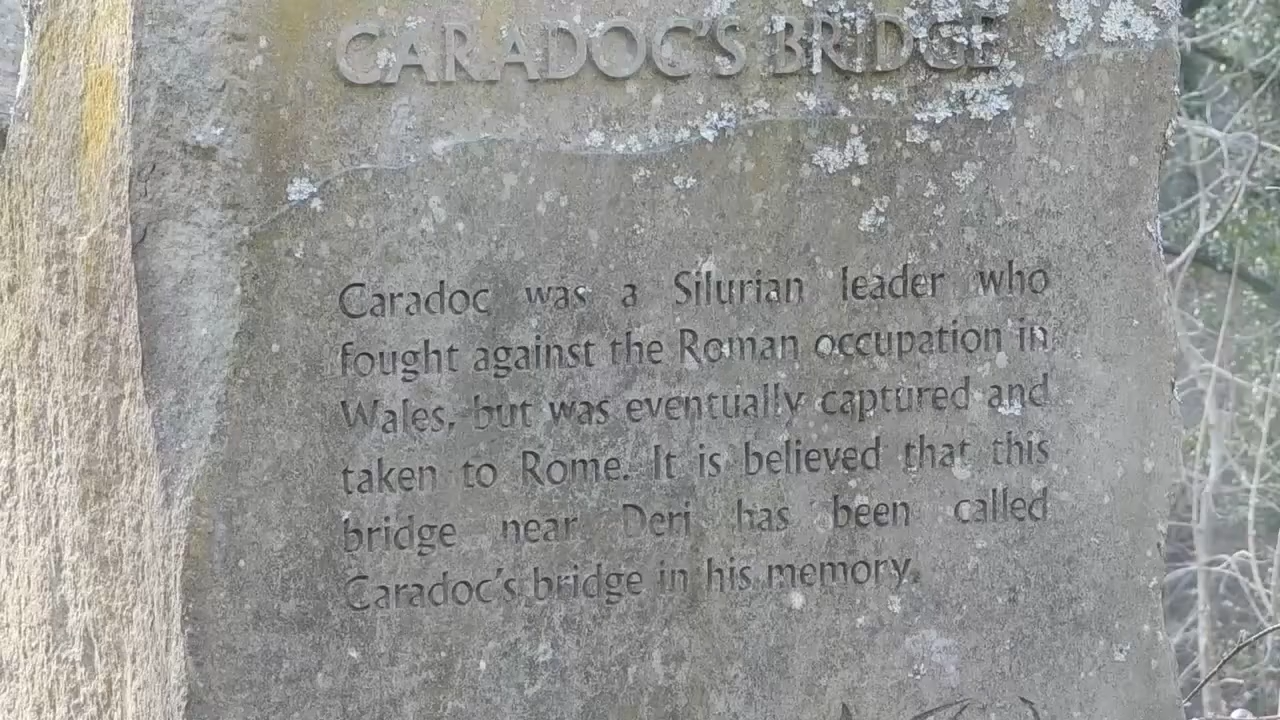 CARADOC'S BRIDGE
Caradoc was a Silurian leader who
fought against the Roman occupation in
Wales, but was eventually captured and
taken to Rome. It is believed that this
bridge near Deri has been called
Caradoc's bridge in his memory.